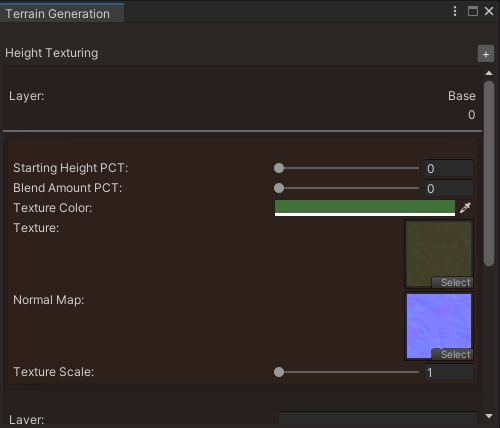 Terrain Generation
Height Texturing
+
Layer: Base
0
Starting Height PCT: 0
Blend Amount PCT: 0
Texture Color:
Texture:
Select
Normal Map:
Select
Texture Scale: 1
Layer: